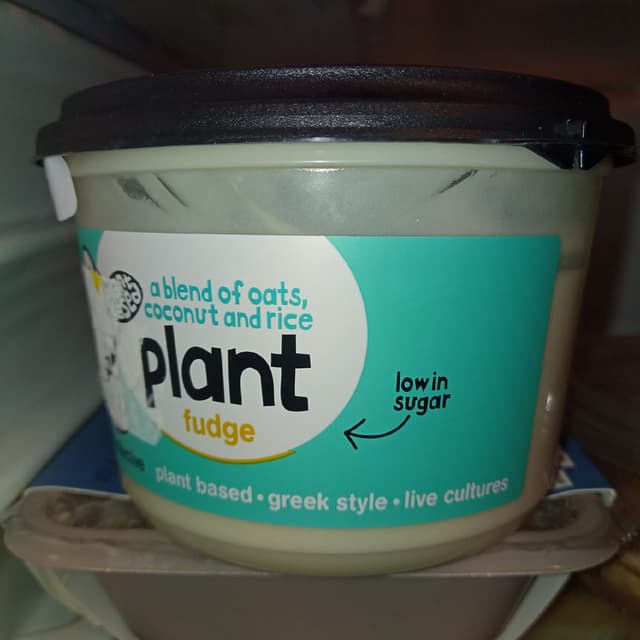 a blend of oats,
coconut and rice
plant
fudge
low in
sugar
plant based • greek style • live cultures